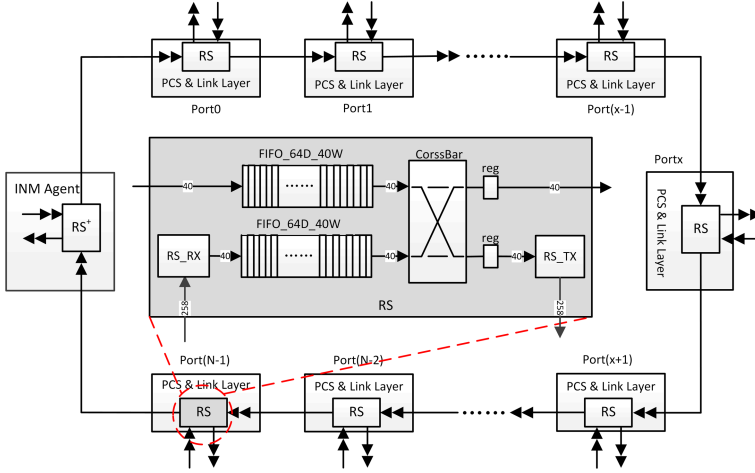 RS
RS
RS
PCS & Link Layer
PCS & Link Layer
PCS & Link Layer
Port0
Port1
Port(x-1)
FIFO_64D_40W
CorssBar
reg
Portx
INM Agent
40
40
40
RS+
PCS & Link Layer
RS
FIFO_64D_40W
reg
RS_RX
40
40
40
RS_TX
258
RS
258
Port(N-1)
Port(N-2)
Port(x+1)
PCS & Link Layer
PCS & Link Layer
PCS & Link Layer
RS
RS
RS